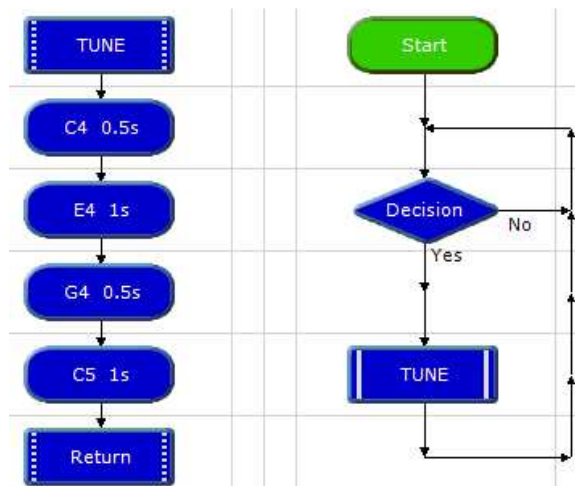 TUNE
C4 0.5s
E4 1s
G4 0.5s
C5 1s
Return
Start
Decision
No
Yes
TUNE